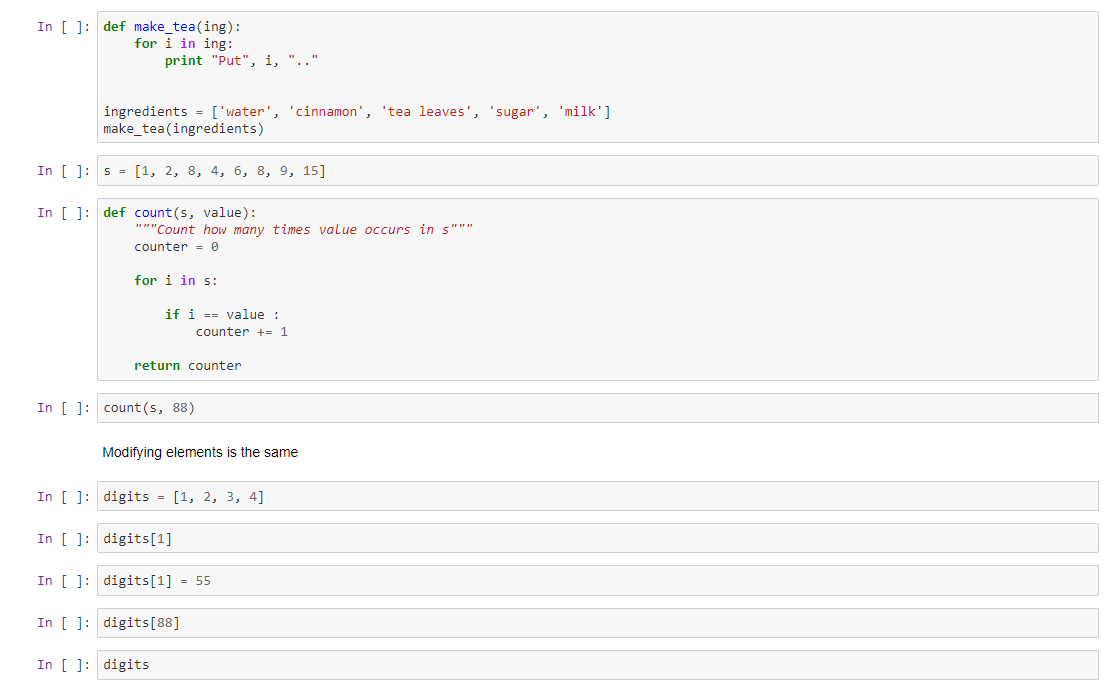 In [ ]: def make_tea(ing):
    for i in ing:
        print "Put", i, ".."
ingredients = ['water', 'cinnamon', 'tea leaves', 'sugar', 'milk']
make_tea(ingredients)
In [ ]: s = [1, 2, 8, 4, 6, 8, 9, 15]
In [ ]: def count(s, value):
    """Count how many times value occurs in s"""
    counter = 0
    for i in s:
        if i == value :
            counter += 1
    return counter
In [ ]: count(s, 88)
Modifying elements is the same
In [ ]: digits = [1, 2, 3, 4]
In [ ]: digits[1]
In [ ]: digits[1] = 55
In [ ]: digits[88]
In [ ]: digits